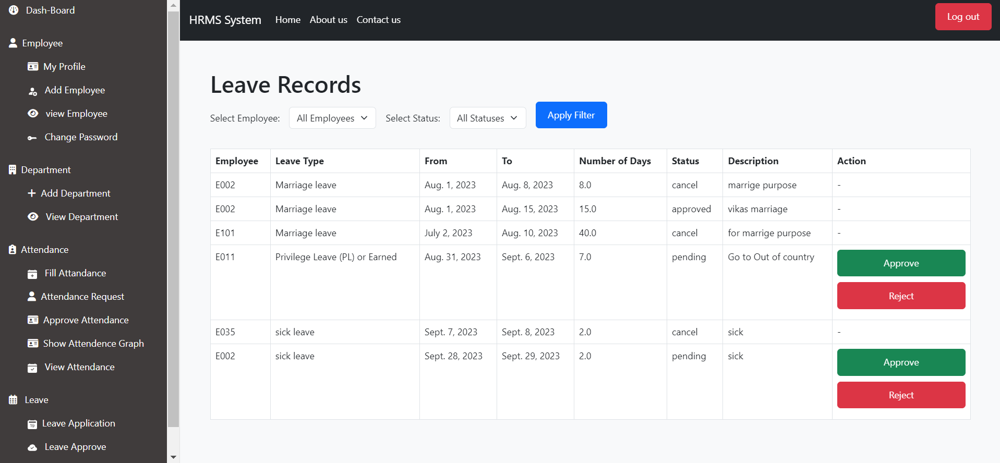 Dash-Board
Employee
My Profile
Add Employee
view Employee
Change Password
Department
Add Department
View Department
Attendance
Fill Attandance
Attendance Request
Approve Attendance
Show Attendence Graph
View Attendance
Leave
19 Leave Application
Leave Approve
HRMS System Home About us Contact us Log out
Leave Records
Select Employee: All Employees Select Status: All Statuses Apply Filter
Employee Leave Type From To Number of Days Status Description Action
E002 Marriage leave Aug. 1, 2023 Aug. 8, 2023 8.0 cancel marrige purpose -
E002 Marriage leave Aug. 1, 2023 Aug. 15, 2023 15.0 approved vikas marriage -
E101 Marriage leave July 2, 2023 Aug. 10, 2023 40.0 cancel for marrige purpose -
E011 Privilege Leave (PL) or Earned Aug. 31, 2023 Sept. 6, 2023 7.0 pending Go to Out of country Approve
Reject
E035 sick leave Sept. 7, 2023 Sept. 8, 2023 2.0 cancel sick -
E002 sick leave Sept. 28, 2023 Sept. 29, 2023 2.0 pending sick Approve
Reject